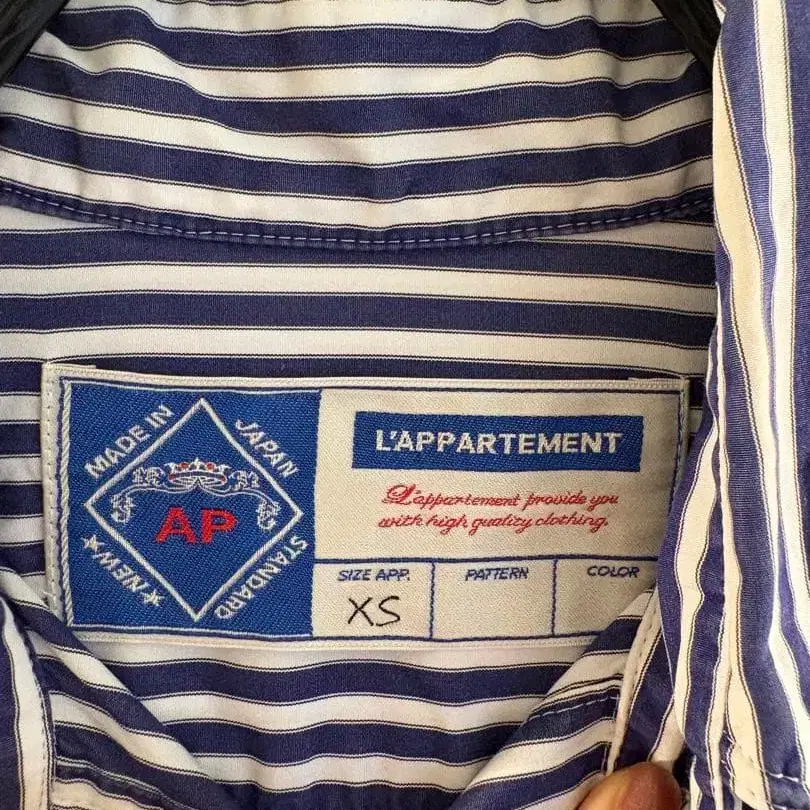 MADE IN
JAPAN
AP
★NEW★
STANDARD
L'APPARTEMENT
L'appartement provide you
with high quality clothing.
SIZE APP. PATTERN COLOR
XS